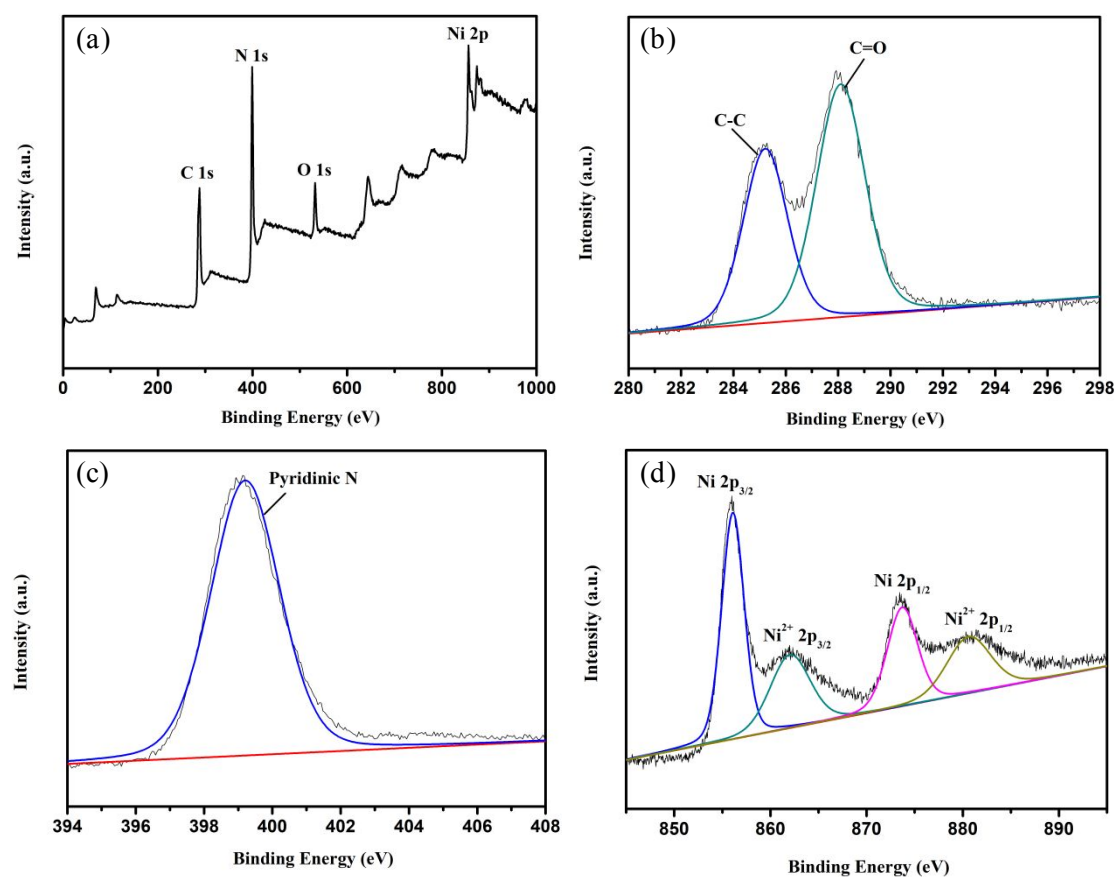 (a)
Ni 2p
N 1s
C 1s
O 1s
Intensity (a.u.)
0 200 400 600 800 1000
Binding Energy (eV)
(b)
C=O
C-C
Intensity (a.u.)
280 282 284 286 288 290 292 294 296 298
Binding Energy (eV)
(c)
Pyridinic N
Intensity (a.u.)
394 396 398 400 402 404 406 408
Binding Energy (eV)
(d)
Ni 2p3/2
Ni 2p1/2
Ni2+ 2p3/2
Ni2+ 2p1/2
Intensity (a.u.)
850 860 870 880 890
Binding Energy (eV)